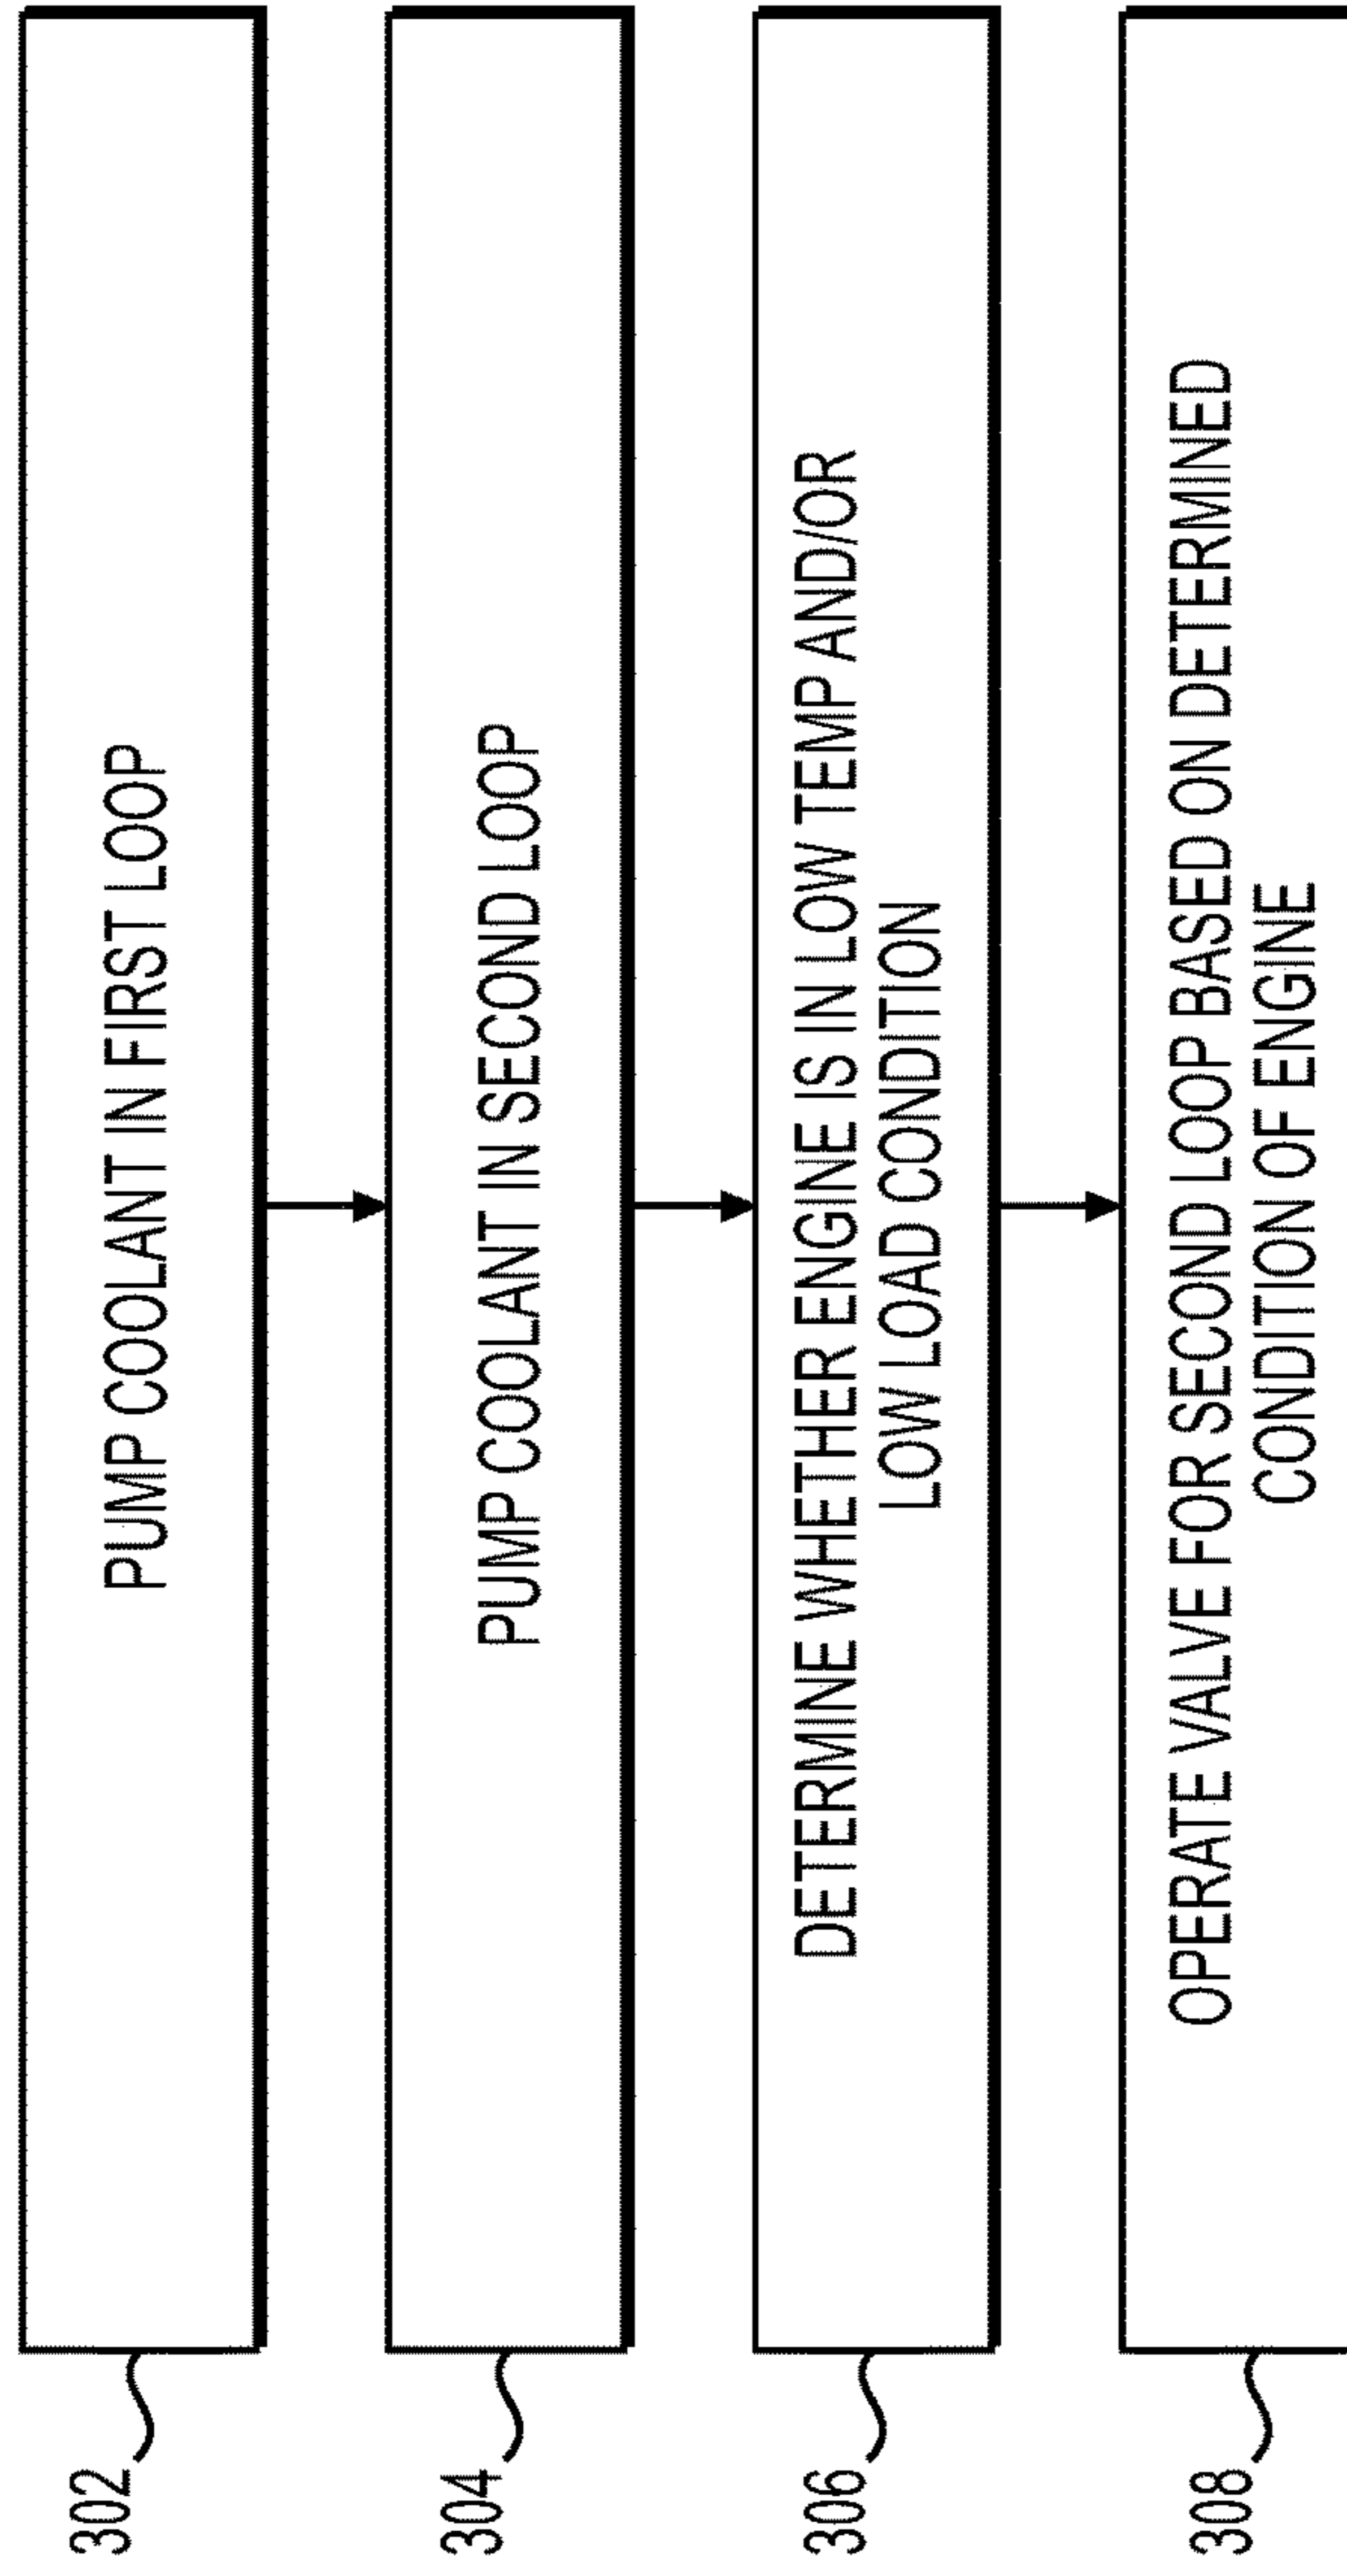 302
PUMP COOLANT IN FIRST LOOP
304
PUMP COOLANT IN SECOND LOOP
306
DETERMINE WHETHER ENGINE IS IN LOW TEMP AND/OR
LOW LOAD CONDITION
308
OPERATE VALVE FOR SECOND LOOP BASED ON DETERMINED
CONDITION OF ENGINE